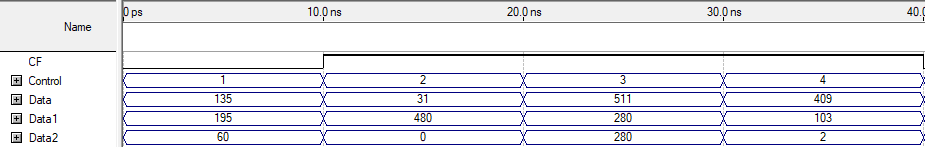 Name 0 ps 10.0 ns 20.0 ns 30.0 ns 40.
CF
Control 1 2 3 4
Data 135 31 511 409
Data1 195 480 280 103
Data2 60 0 280 2